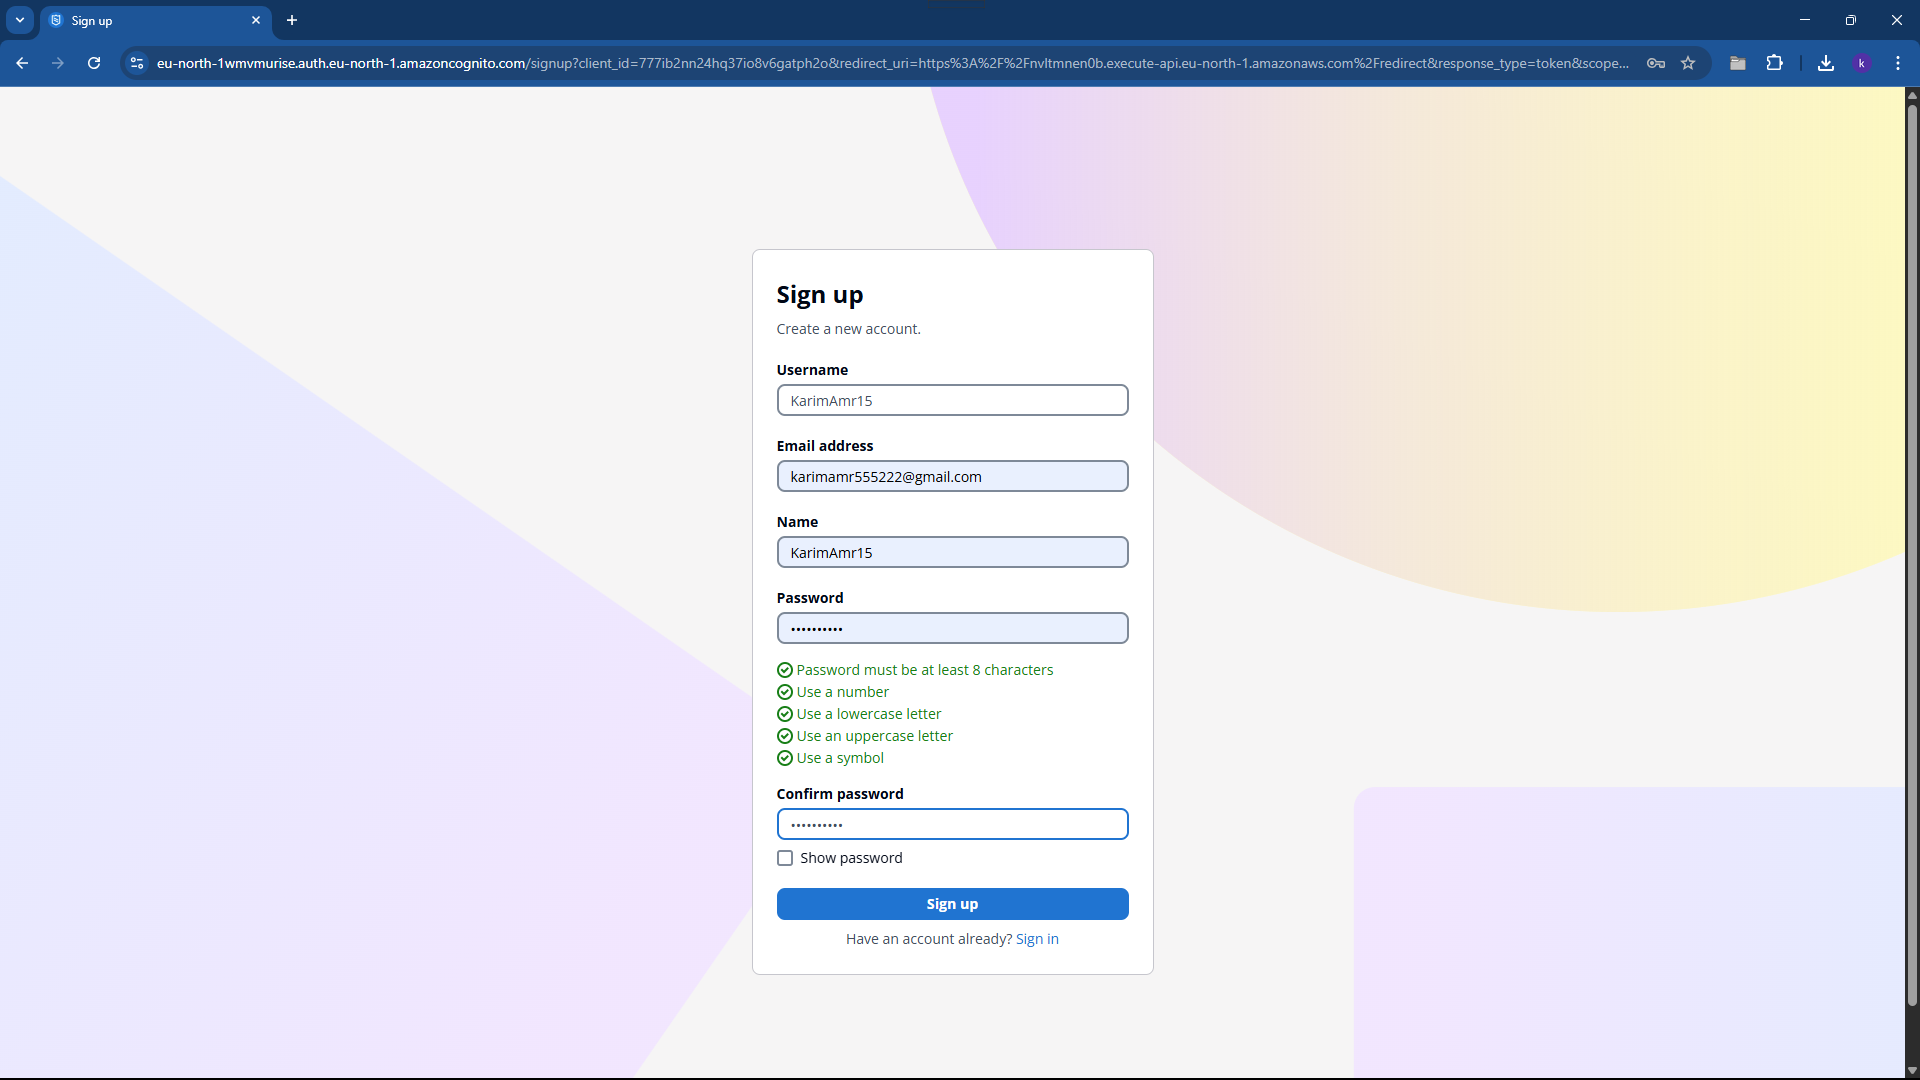 Sign up
eu-north-1wmvmurise.auth.eu-north-1.amazoncognito.com/signup?client_id=777ib2nn24hq37io8v6gatph2o&redirect_uri=https%3A%2F%2Fnvltmnen0b.execute-api.eu-north-1.amazonaws.com%2Fredirect&response_type=token&scope...
k
Sign up
Create a new account.
Username
KarimAmr15
Email address
karimamr555222@gmail.com
Name
KarimAmr15
Password
••••••••••
Password must be at least 8 characters
Use a number
Use a lowercase letter
Use an uppercase letter
Use a symbol
Confirm password
••••••••••
Show password
Sign up
Have an account already? Sign in